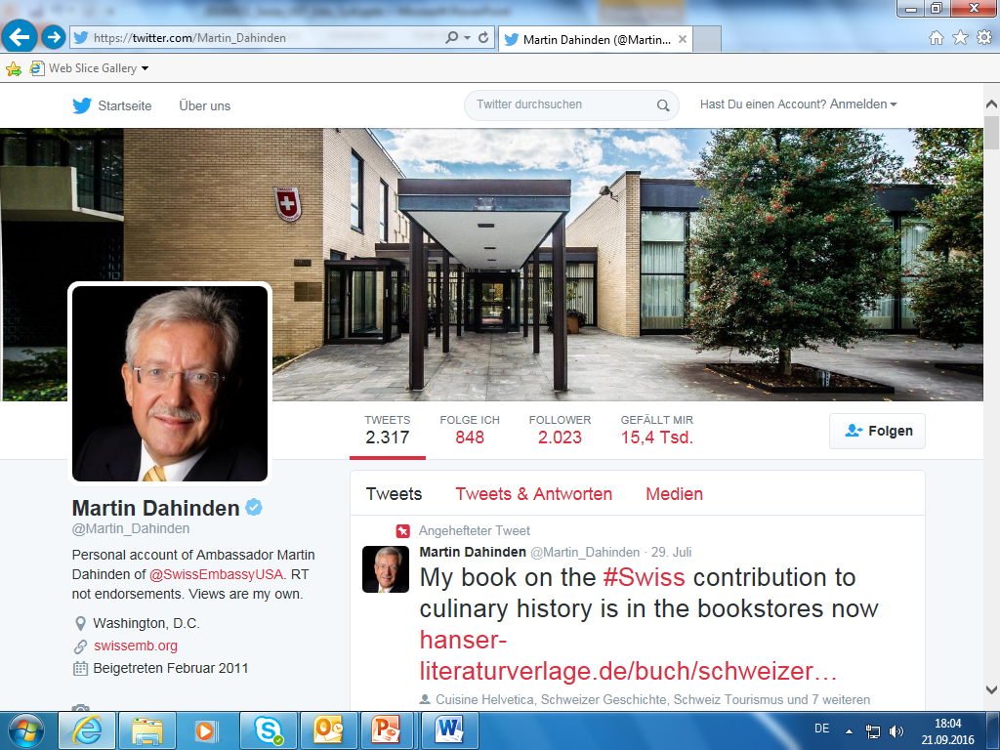 https://twitter.com/Martin_Dahinden
Martin Dahinden (@Martin...
Web Slice Gallery
Startseite
Über uns
Twitter durchsuchen
Hast Du einen Account? Anmelden
TWEETS
2.317
FOLGE ICH
848
FOLLOWER
2.023
GEFÄLLT MIR
15,4 Tsd.
Folgen
Martin Dahinden
@Martin_Dahinden
Personal account of Ambassador Martin
Dahinden of @SwissEmbassyUSA. RT
not endorsements. Views are my own.
Washington, D.C.
swissemb.org
Beigetreten Februar 2011
Tweets
Tweets & Antworten
Medien
Angehefteter Tweet
Martin Dahinden @Martin_Dahinden · 29. Juli
My book on the #Swiss contribution to
culinary history is in the bookstores now
hanser-
literaturverlage.de/buch/schweizer…
Cuisine Helvetica, Schweizer Geschichte, Schweiz Tourismus und 7 weiteren
DE
18:04
21.09.2016